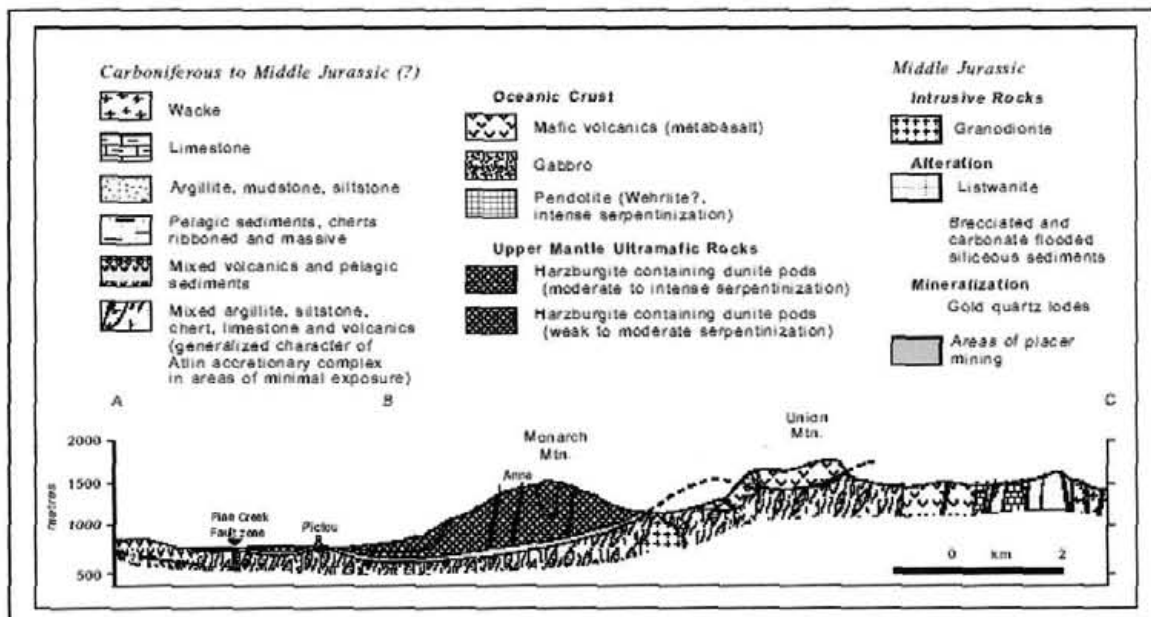 Carboniferous to Middle Jurassic (?)
Wacke
Limestone
Argillite, mudstone, siltstone
Pelagic sediments, cherts
ribboned and massive
Mixed volcanics and pelagic
sediments
Mixed argillite, siltstone,
chert, limestone and volcanics
(generalized character of
Atlin accretionary complex
in areas of minimal exposure)
Oceanic Crust
Mafic volcanics (metabasalt)
Gabbro
Peridotite (Wehrlite?,
intense serpentinization)
Upper Mantle Ultramafic Rocks
Harzburgite containing dunite pods
(moderate to intense serpentinization)
Harzburgite containing dunite pods
(weak to moderate serpentinization)
Middle Jurassic
Intrusive Rocks
Granodiorite
Alteration
Listwanite
Brecciated and
carbonate flooded
siliceous sediments
Mineralization
Gold quartz lodes
Areas of placer
mining
A
B
C
2000
1500
1000
500
metres
Pine Creek
Fault zone
Pictou
Anna
Monarch
Mtn.
Union
Mtn.
0 km 2